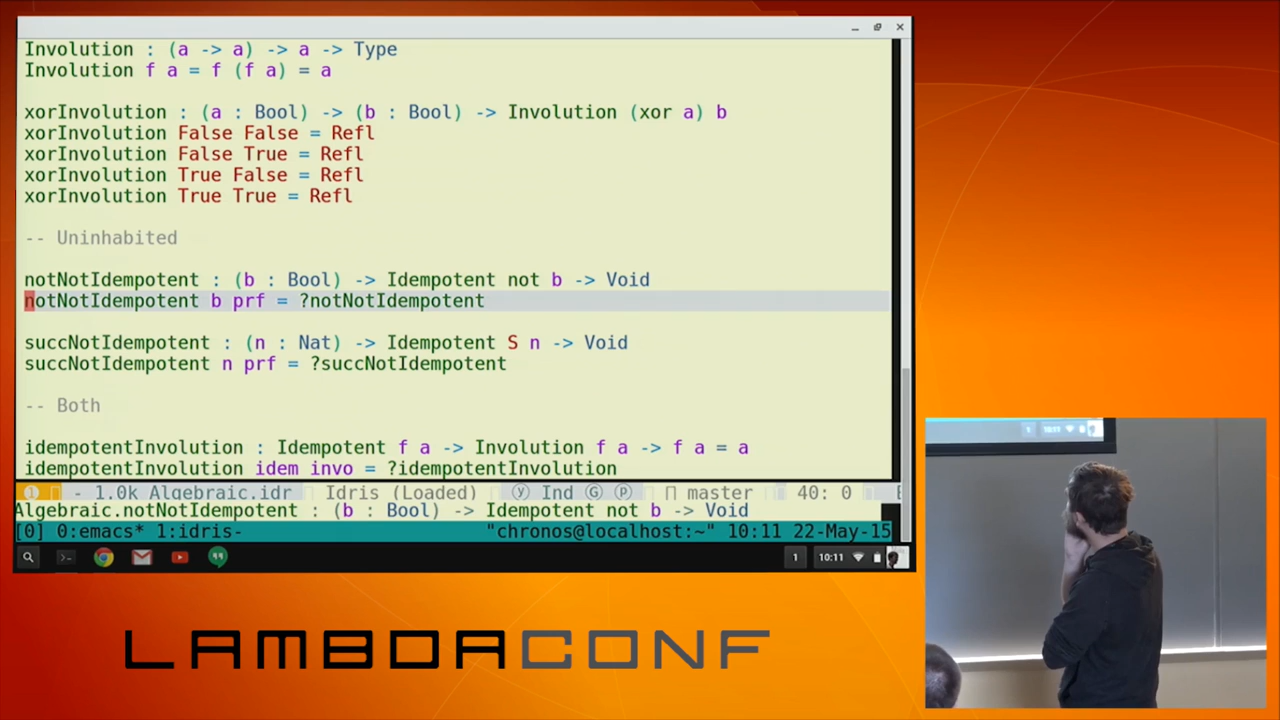 Involution : (a -> a) -> a -> Type
Involution f a = f (f a) = a
xorInvolution : (a : Bool) -> (b : Bool) -> Involution (xor a) b
xorInvolution False False = Refl
xorInvolution False True = Refl
xorInvolution True False = Refl
xorInvolution True True = Refl
-- Uninhabited
notNotIdempotent : (b : Bool) -> Idempotent not b -> Void
notNotIdempotent b prf = ?notNotIdempotent
succNotIdempotent : (n : Nat) -> Idempotent S n -> Void
succNotIdempotent n prf = ?succNotIdempotent
-- Both
idempotentInvolution : Idempotent f a -> Involution f a -> f a = a
idempotentInvolution idem invo = ?idempotentInvolution
- 1.0k Algebraic.idr Idris (Loaded) ⓨ Ind Ⓖ ⓟ master 40: 0
Algebraic.notNotIdempotent : (b : Bool) -> Idempotent not b -> Void
[0] 0:emacs* 1:idris- "chronos@localhost:~" 10:11 22-May-15
1 10:11
LAMBDACONF